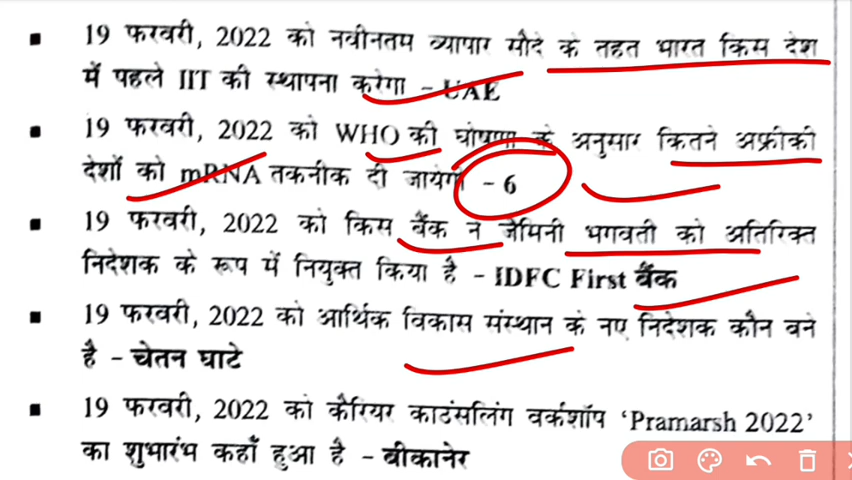 ▪ 19 फरवरी, 2022 को नवीनतम व्यापार सौदे के तहत भारत किस देश
में पहले IIT की स्थापना करेगा - UAE
▪ 19 फरवरी, 2022 को WHO की घोषणा के अनुसार कितने अफ्रीकी
देशों को mRNA तकनीक दी जायेगी - 6
▪ 19 फरवरी, 2022 को किस बैंक ने जैमिनी भगवती को अतिरिक्त
निदेशक के रूप में नियुक्त किया है - IDFC First बैंक
▪ 19 फरवरी, 2022 को आर्थिक विकास संस्थान के नए निदेशक कौन बने
है - चेतन घाटे
▪ 19 फरवरी, 2022 को कैरियर काउंसलिंग वर्कशॉप ‘Pramarsh 2022’
का शुभारंभ कहाँ हुआ है - बीकानेर